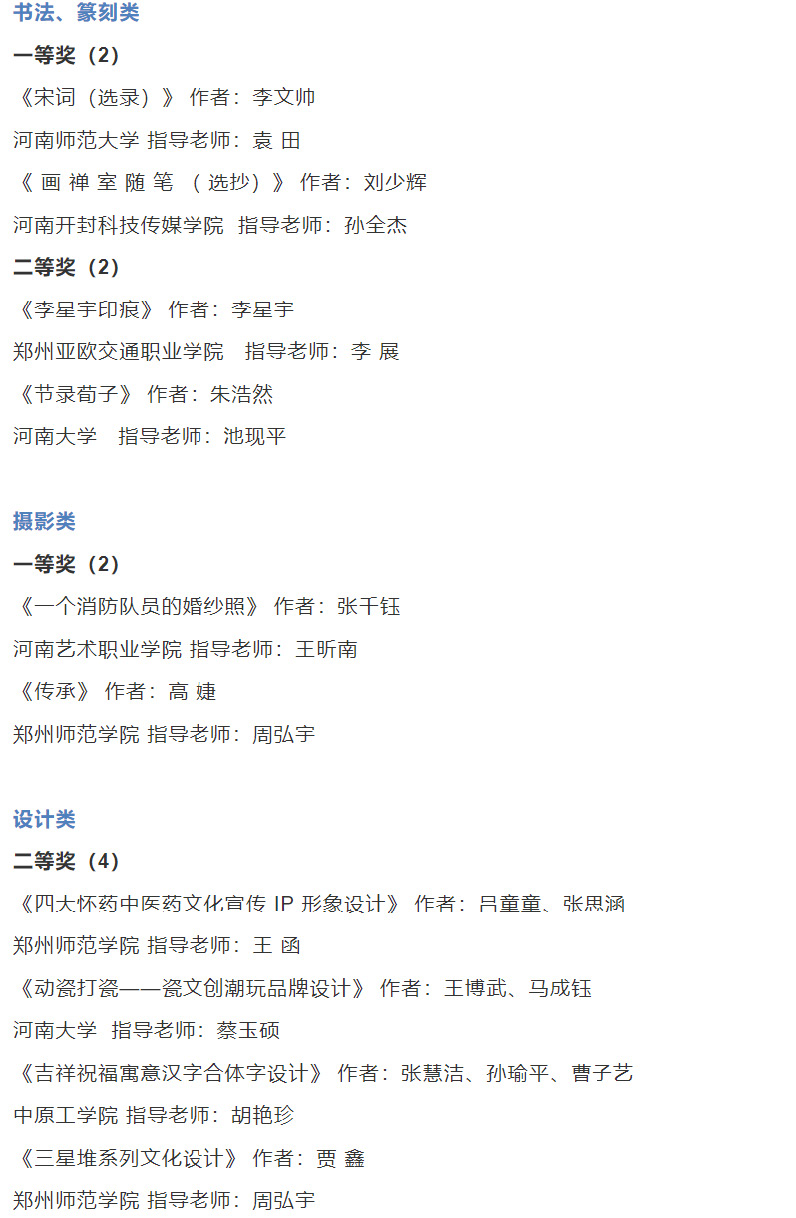 书法、篆刻类
一等奖（2）
《宋词（选录）》 作者：李文帅
河南师范大学 指导老师：袁 田
《 画 禅 室 随 笔 （ 选抄）》 作者：刘少辉
河南开封科技传媒学院 指导老师：孙全杰
二等奖（2）
《李星宇印痕》 作者：李星宇
郑州亚欧交通职业学院 指导老师：李 展
《节录荀子》 作者：朱浩然
河南大学 指导老师：池现平
摄影类
一等奖（2）
《一个消防队员的婚纱照》 作者：张千钰
河南艺术职业学院 指导老师：王昕南
《传承》 作者：高 婕
郑州师范学院 指导老师：周弘宇
设计类
二等奖（4）
《四大怀药中医药文化宣传 IP 形象设计》 作者：吕童童、张思涵
郑州师范学院 指导老师：王 函
《动瓷打瓷——瓷文创潮玩品牌设计》 作者：王博武、马成钰
河南大学 指导老师：蔡玉硕
《吉祥祝福寓意汉字合体字设计》 作者：张慧洁、孙瑜平、曹子艺
中原工学院 指导老师：胡艳珍
《三星堆系列文化设计》 作者：贾 鑫
郑州师范学院 指导老师：周弘宇